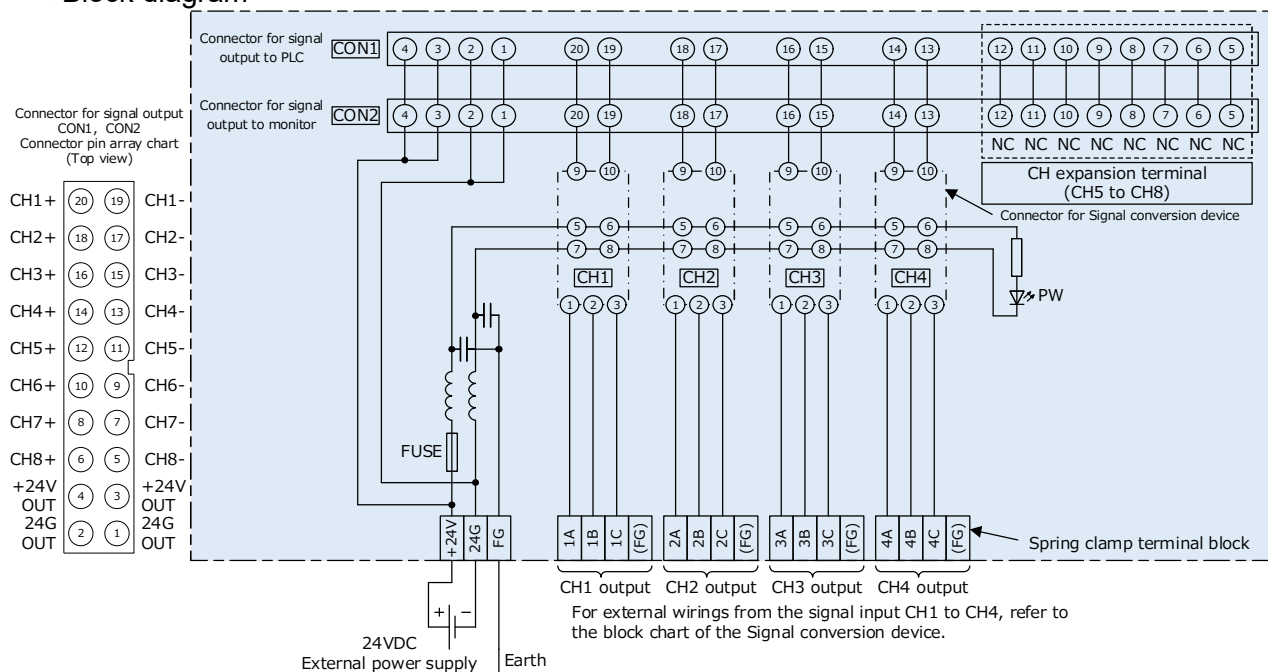 Block diagram
Connector for signal
output to PLC
CON1
4 3 2 1 20 19 18 17 16 15 14 13 12 11 10 9 8 7 6 5
Connector for signal
output to monitor
CON2
4 3 2 1 20 19 18 17 16 15 14 13 12 11 10 9 8 7 6 5
NC NC NC NC NC NC NC NC
CH expansion terminal
(CH5 to CH8)
Connector for Signal conversion device
Connector for signal output
CON1, CON2
Connector pin array chart
(Top view)
CH1+ 20 19 CH1-
CH2+ 18 17 CH2-
CH3+ 16 15 CH3-
CH4+ 14 13 CH4-
CH5+ 12 11 CH5-
CH6+ 10 9 CH6-
CH7+ 8 7 CH7-
CH8+ 6 5 CH8-
+24V
OUT
4 3
+24V
OUT
24G
OUT
2 1
24G
OUT
9 10 9 10 9 10 9 10
5 6 5 6 5 6 5 6
7 8 7 8 7 8 7 8
CH1 CH2 CH3 CH4
PW
1 2 3 1 2 3 1 2 3 1 2 3
FUSE
+24V 24G FG
1A 1B 1C (FG)
2A 2B 2C (FG)
3A 3B 3C (FG)
4A 4B 4C (FG)
Spring clamp terminal block
CH1 output CH2 output CH3 output CH4 output
For external wirings from the signal input CH1 to CH4, refer to
the block chart of the Signal conversion device.
+ −
24VDC
External power supply
Earth